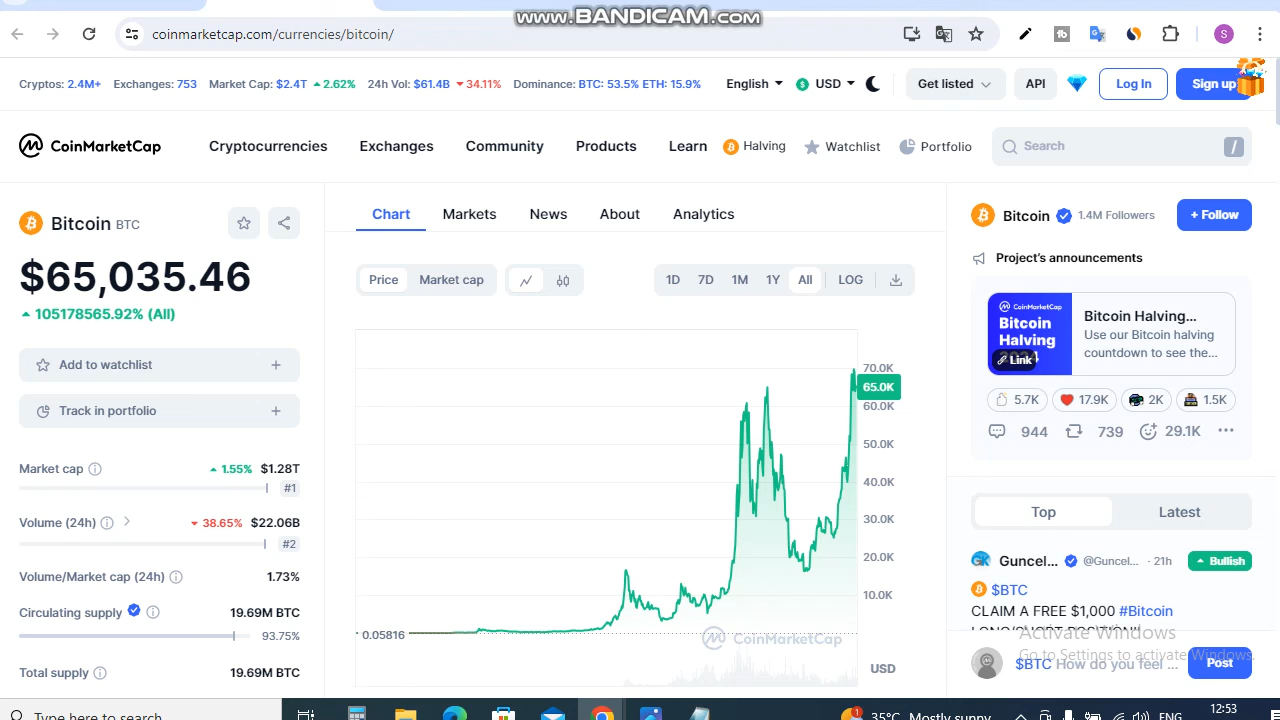 www.BANDICAM.com
coinmarketcap.com/currencies/bitcoin/
S
Cryptos: 2.4M+ Exchanges: 753 Market Cap: $2.4T 2.62% 24h Vol: $61.4B 34.11% Dominance: BTC: 53.5% ETH: 15.9%
English USD Get listed API Log In Sign up
CoinMarketCap Cryptocurrencies Exchanges Community Products Learn Halving Watchlist Portfolio Search /
Bitcoin BTC
$65,035.46
105178565.92% (All)
Add to watchlist +
Track in portfolio +
Market cap 1.55% $1.28T
#1
Volume (24h) 38.65% $22.06B
#2
Volume/Market cap (24h) 1.73%
Circulating supply 19.69M BTC
93.75%
Total supply 19.69M BTC
Chart Markets News About Analytics
Price Market cap 1D 7D 1M 1Y All LOG
70.0K
65.0K
60.0K
50.0K
40.0K
30.0K
20.0K
10.0K
0.05816
CoinMarketCap
USD
Bitcoin 1.4M Followers + Follow
Project's announcements
CoinMarketCap
Bitcoin
Halving
Link
Bitcoin Halving...
Use our Bitcoin halving
countdown to see the...
5.7K 17.9K 2K 1.5K
944 739 29.1K
Top Latest
Guncel... @Guncel... · 21h Bullish
$BTC
CLAIM A FREE $1,000 #Bitcoin
Activate Windows
Go to Settings to activate Windows.
$BTC How do you feel ... Post
Type here to search
1
35°C Mostly sunny
ENG
12:53